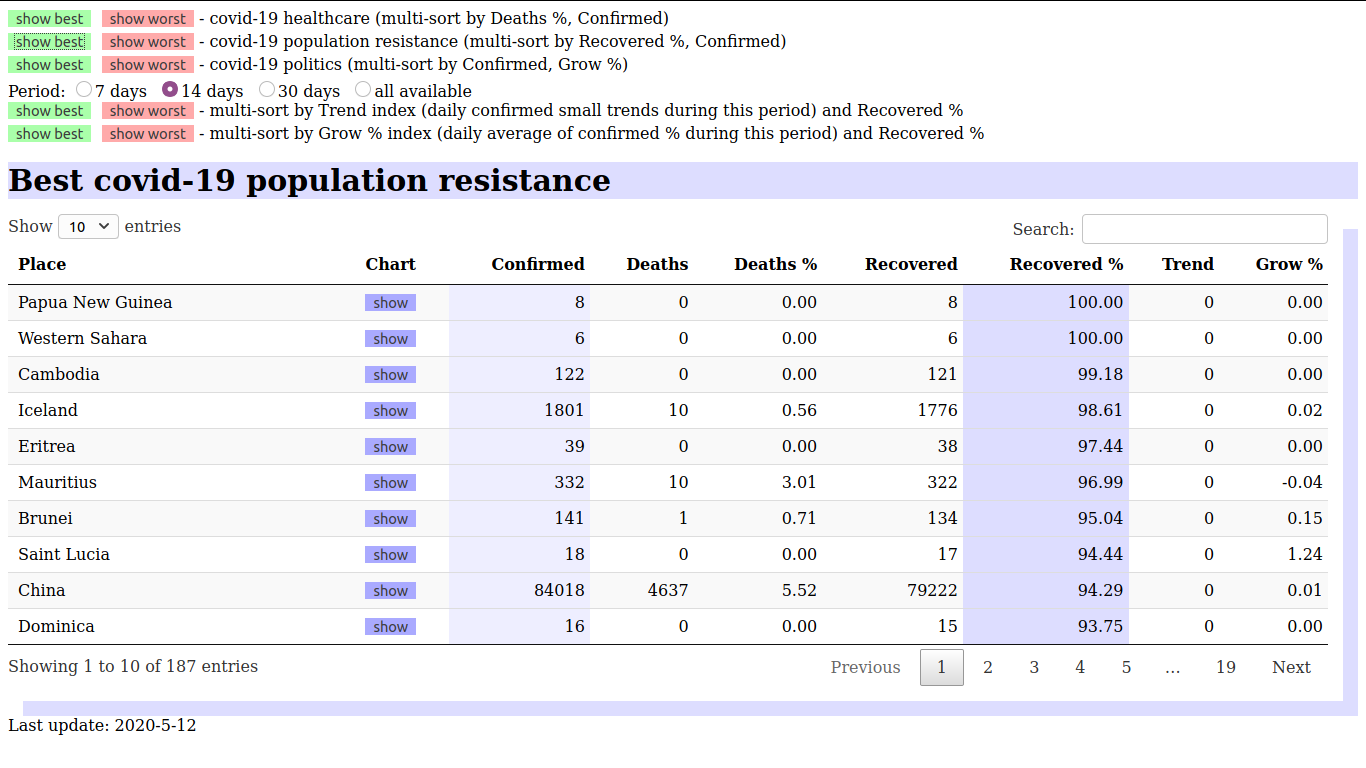 show best show worst - covid-19 healthcare (multi-sort by Deaths %, Confirmed)
show best show worst - covid-19 population resistance (multi-sort by Recovered %, Confirmed)
show best show worst - covid-19 politics (multi-sort by Confirmed, Grow %)
Period: 7 days 14 days 30 days all available
show best show worst - multi-sort by Trend index (daily confirmed small trends during this period) and Recovered %
show best show worst - multi-sort by Grow % index (daily average of confirmed % during this period) and Recovered %
Best covid-19 population resistance
Show 10 entries Search:
Place Chart Confirmed Deaths Deaths % Recovered Recovered % Trend Grow %
Papua New Guinea show 8 0 0.00 8 100.00 0 0.00
Western Sahara show 6 0 0.00 6 100.00 0 0.00
Cambodia show 122 0 0.00 121 99.18 0 0.00
Iceland show 1801 10 0.56 1776 98.61 0 0.02
Eritrea show 39 0 0.00 38 97.44 0 0.00
Mauritius show 332 10 3.01 322 96.99 0 -0.04
Brunei show 141 1 0.71 134 95.04 0 0.15
Saint Lucia show 18 0 0.00 17 94.44 0 1.24
China show 84018 4637 5.52 79222 94.29 0 0.01
Dominica show 16 0 0.00 15 93.75 0 0.00
Showing 1 to 10 of 187 entries Previous 1 2 3 4 5 … 19 Next
Last update: 2020-5-12